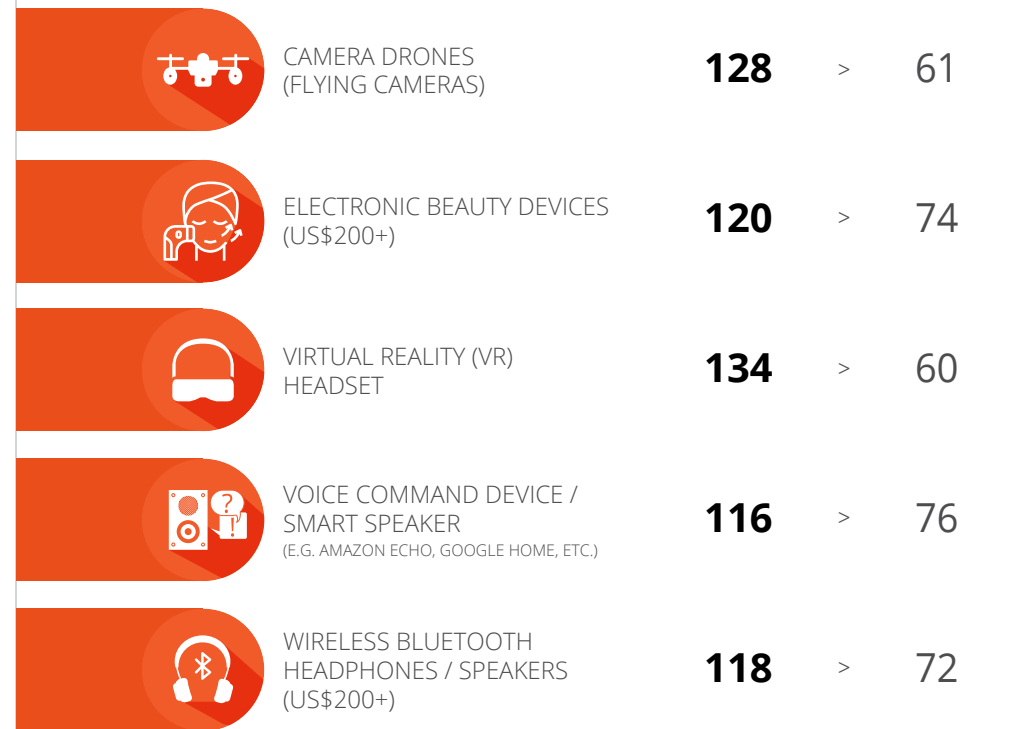 CAMERA DRONES
(FLYING CAMERAS)
128 > 61
ELECTRONIC BEAUTY DEVICES
(US$200+)
120 > 74
VIRTUAL REALITY (VR)
HEADSET
134 > 60
? !
VOICE COMMAND DEVICE /
SMART SPEAKER
(E.G. AMAZON ECHO, GOOGLE HOME, ETC.)
116 > 76
WIRELESS BLUETOOTH
HEADPHONES / SPEAKERS
(US$200+)
118 > 72